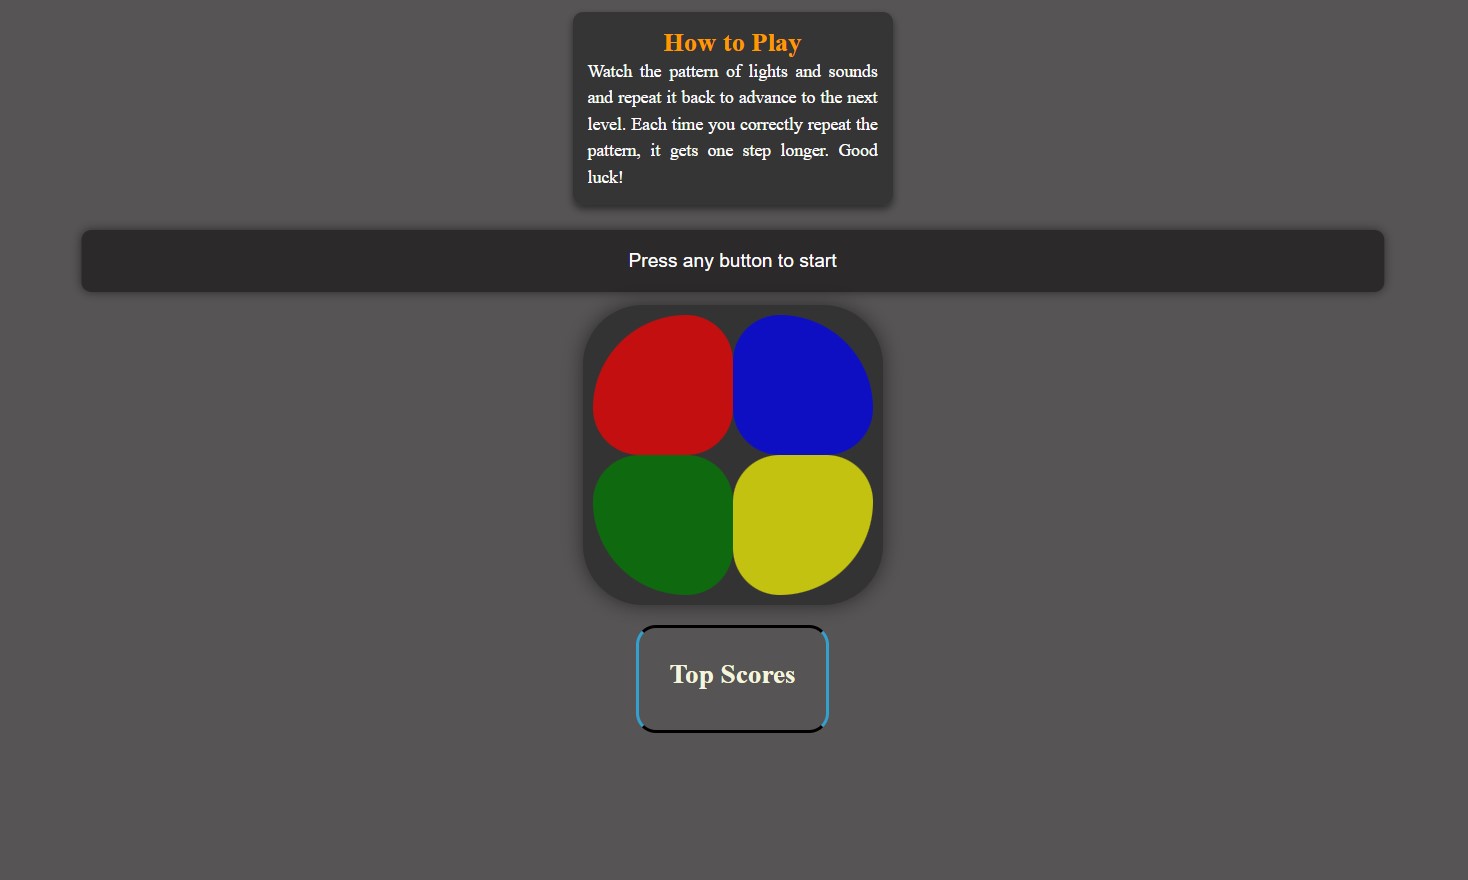 How to Play
Watch the pattern of lights and sounds
and repeat it back to advance to the next
level. Each time you correctly repeat the
pattern, it gets one step longer. Good
luck!
Press any button to start
Top Scores